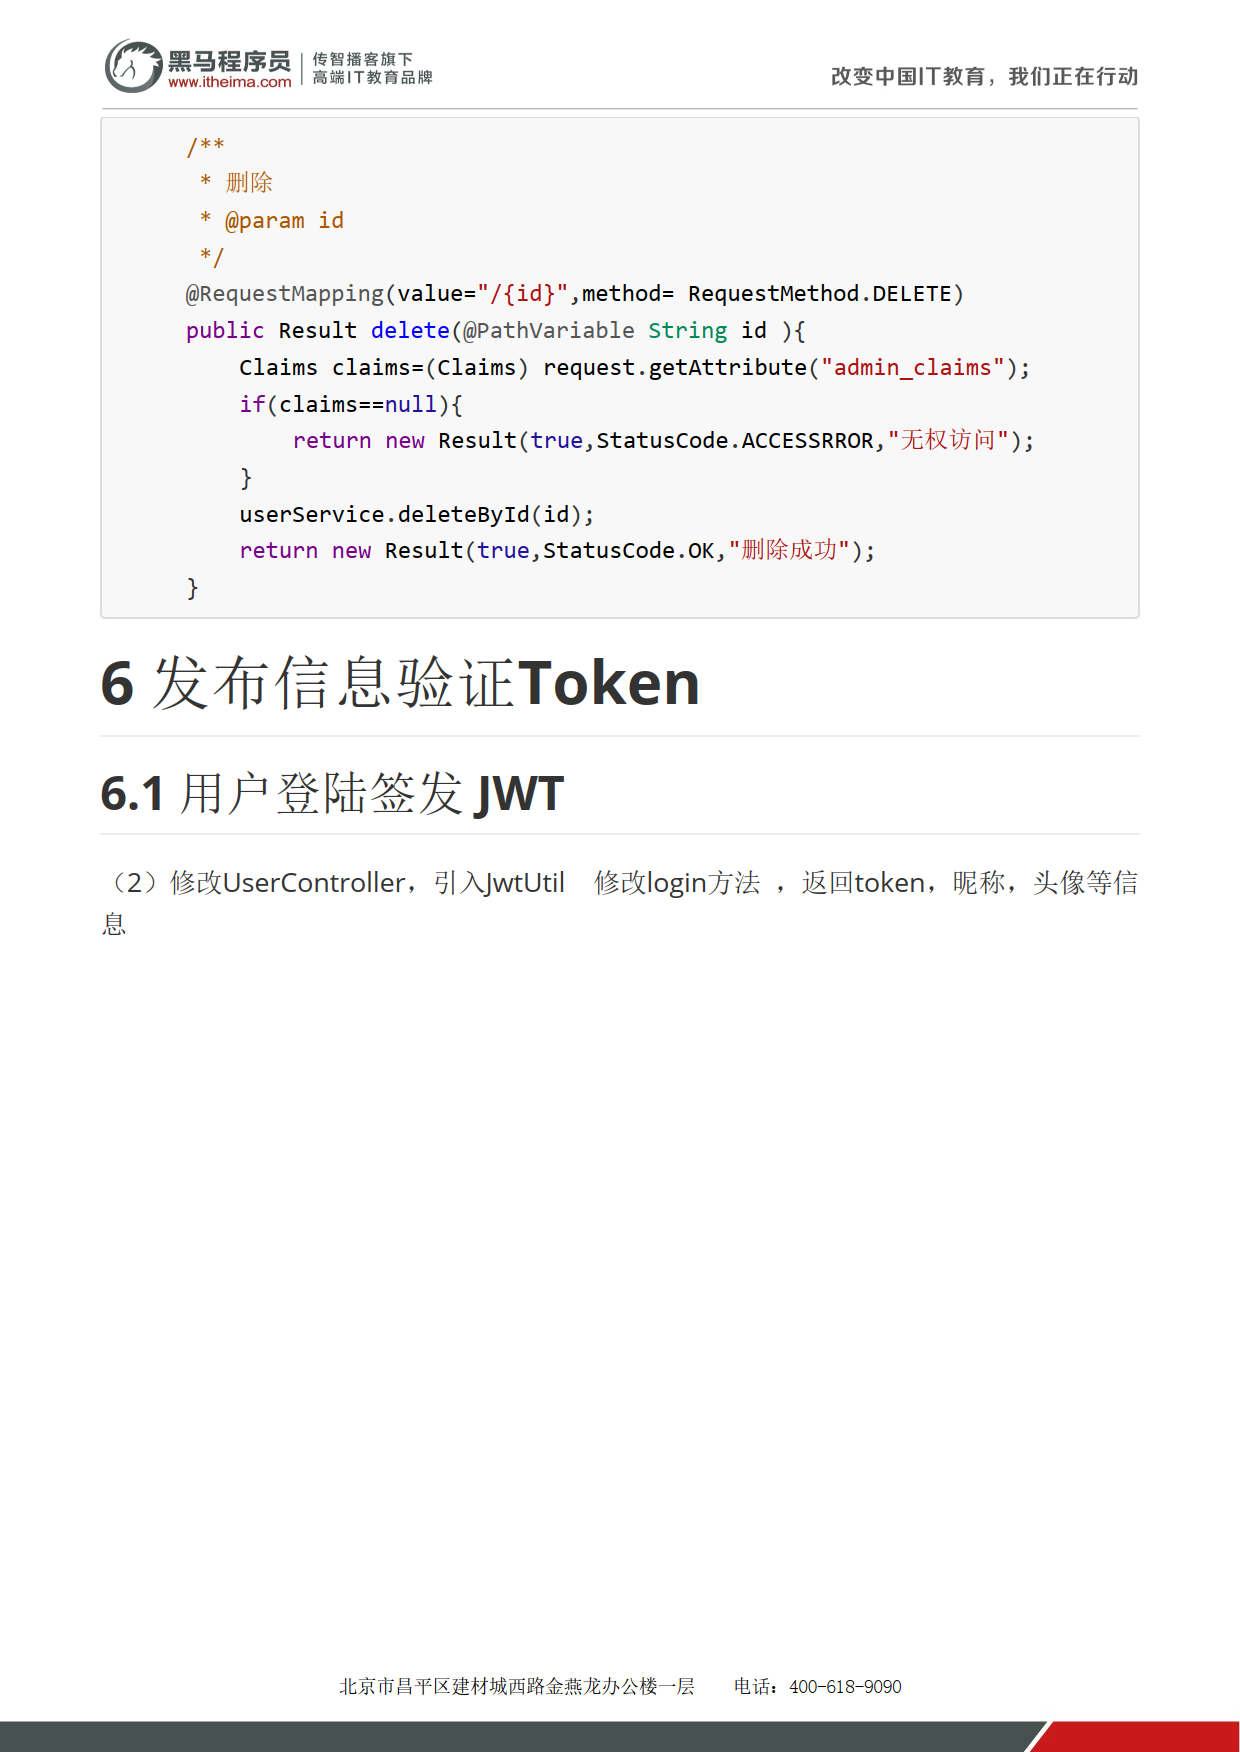 黑马程序员
www.itheima.com
传智播客旗下
高端IT教育品牌
改变中国IT教育，我们正在行动
/**
 * 删除
 * @param id
 */
@RequestMapping(value="/{id}",method= RequestMethod.DELETE)
public Result delete(@PathVariable String id ){
    Claims claims=(Claims) request.getAttribute("admin_claims");
    if(claims==null){
        return new Result(true,StatusCode.ACCESSRROR,"无权访问");
    }
    userService.deleteById(id);
    return new Result(true,StatusCode.OK,"删除成功");
}
6 发布信息验证Token
6.1 用户登陆签发 JWT
（2）修改UserController，引入JwtUtil 修改login方法 ，返回token，昵称，头像等信
息
北京市昌平区建材城西路金燕龙办公楼一层 电话：400-618-9090